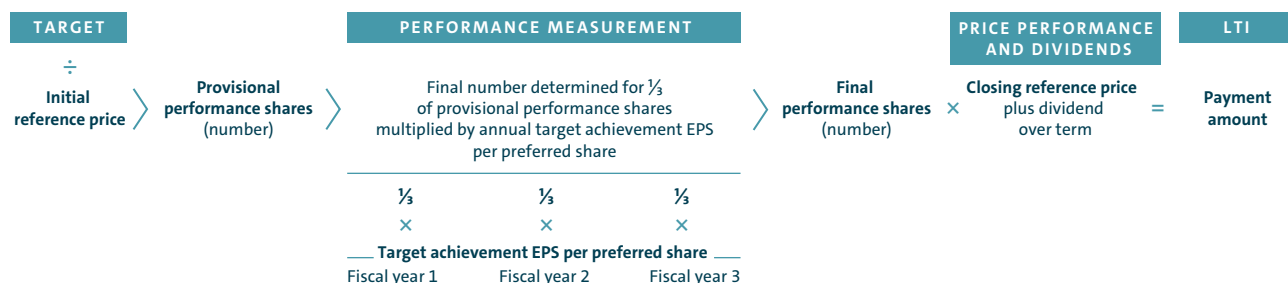 TARGET
÷
Initial
reference price
Provisional
performance shares
(number)
PERFORMANCE MEASUREMENT
Final number determined for ⅓
of provisional performance shares
multiplied by annual target achievement EPS
per preferred share
⅓ ⅓ ⅓
× × ×
Target achievement EPS per preferred share
Fiscal year 1 Fiscal year 2 Fiscal year 3
Final
performance shares
(number)
×
PRICE PERFORMANCE
AND DIVIDENDS
Closing reference price
plus dividend
over term
=
LTI
Payment
amount